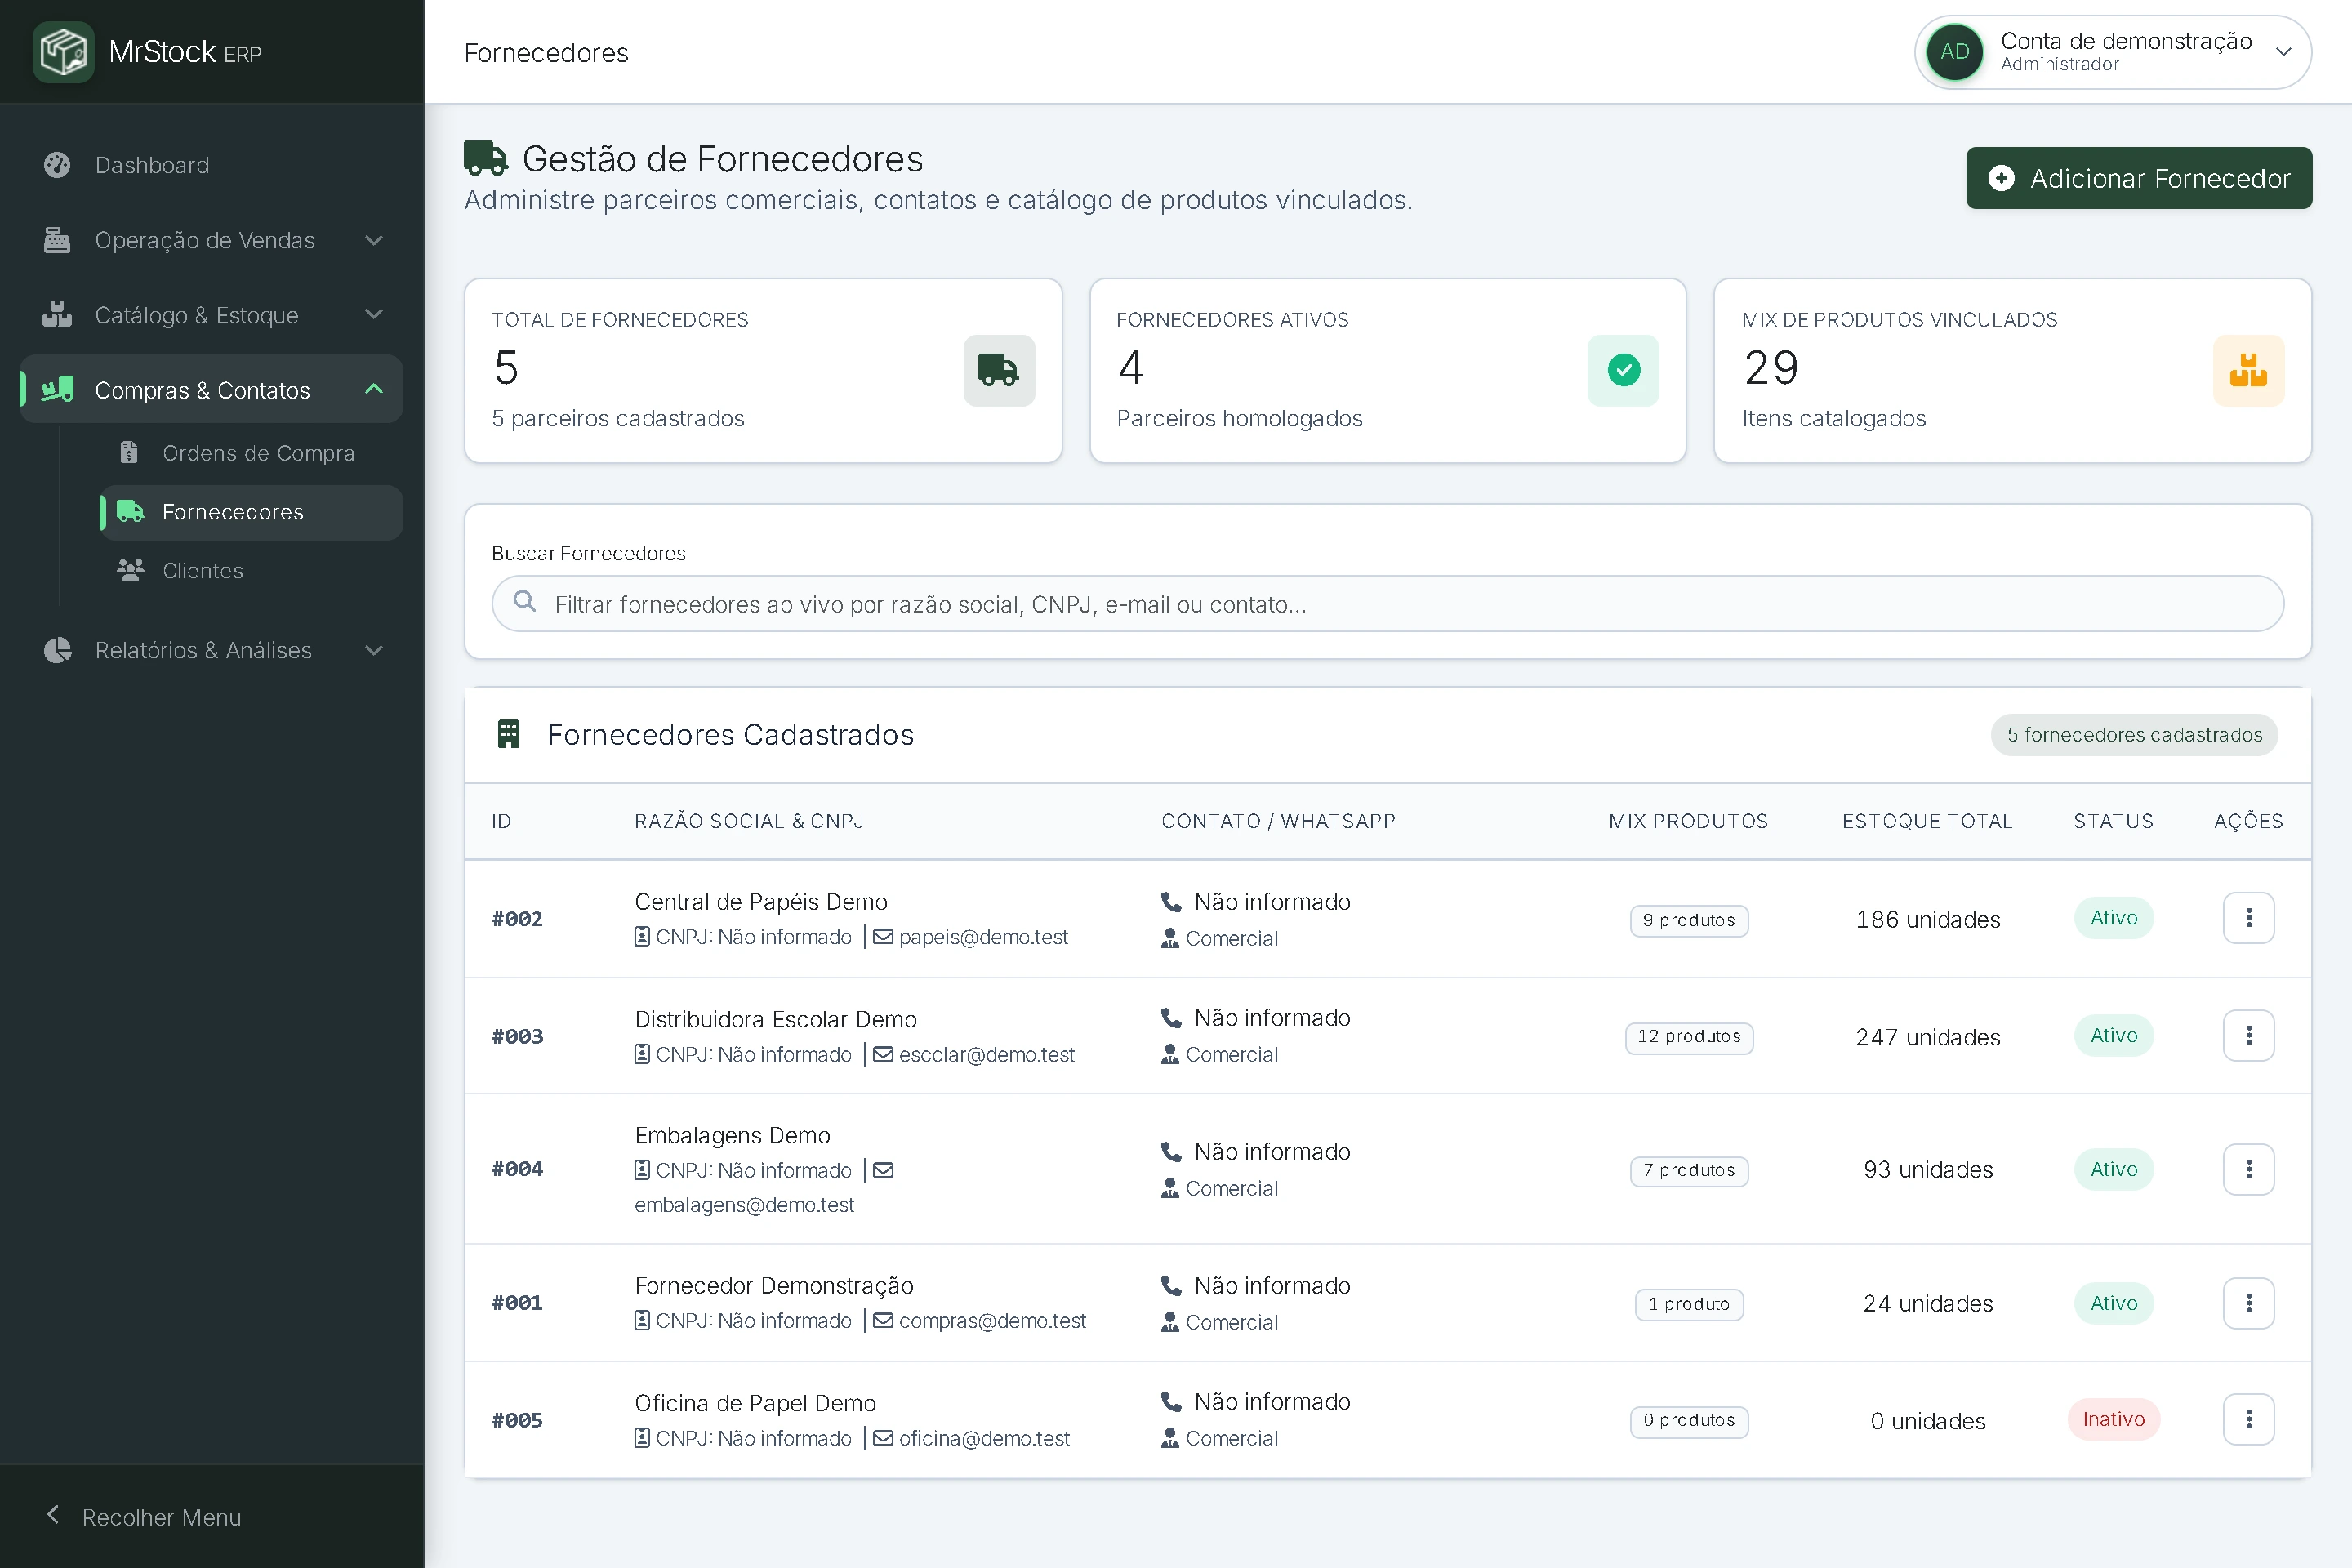 MrStock ERP
Dashboard
Operação de Vendas
Catálogo & Estoque
Compras & Contatos
Ordens de Compra
Fornecedores
Clientes
Relatórios & Análises
Recolher Menu
Fornecedores
AD
Conta de demonstração
Administrador
Gestão de Fornecedores
Administre parceiros comerciais, contatos e catálogo de produtos vinculados.
Adicionar Fornecedor
TOTAL DE FORNECEDORES
5
5 parceiros cadastrados
FORNECEDORES ATIVOS
4
Parceiros homologados
MIX DE PRODUTOS VINCULADOS
29
Itens catalogados
Buscar Fornecedores
Filtrar fornecedores ao vivo por razão social, CNPJ, e-mail ou contato...
Fornecedores Cadastrados
5 fornecedores cadastrados
ID RAZÃO SOCIAL & CNPJ CONTATO / WHATSAPP MIX PRODUTOS ESTOQUE TOTAL STATUS AÇÕES
#002
Central de Papéis Demo
CNPJ: Não informado | papeis@demo.test
Não informado
Comercial
9 produtos
186 unidades
Ativo
#003
Distribuidora Escolar Demo
CNPJ: Não informado | escolar@demo.test
Não informado
Comercial
12 produtos
247 unidades
Ativo
#004
Embalagens Demo
CNPJ: Não informado |
embalagens@demo.test
Não informado
Comercial
7 produtos
93 unidades
Ativo
#001
Fornecedor Demonstração
CNPJ: Não informado | compras@demo.test
Não informado
Comercial
1 produto
24 unidades
Ativo
#005
Oficina de Papel Demo
CNPJ: Não informado | oficina@demo.test
Não informado
Comercial
0 produtos
0 unidades
Inativo